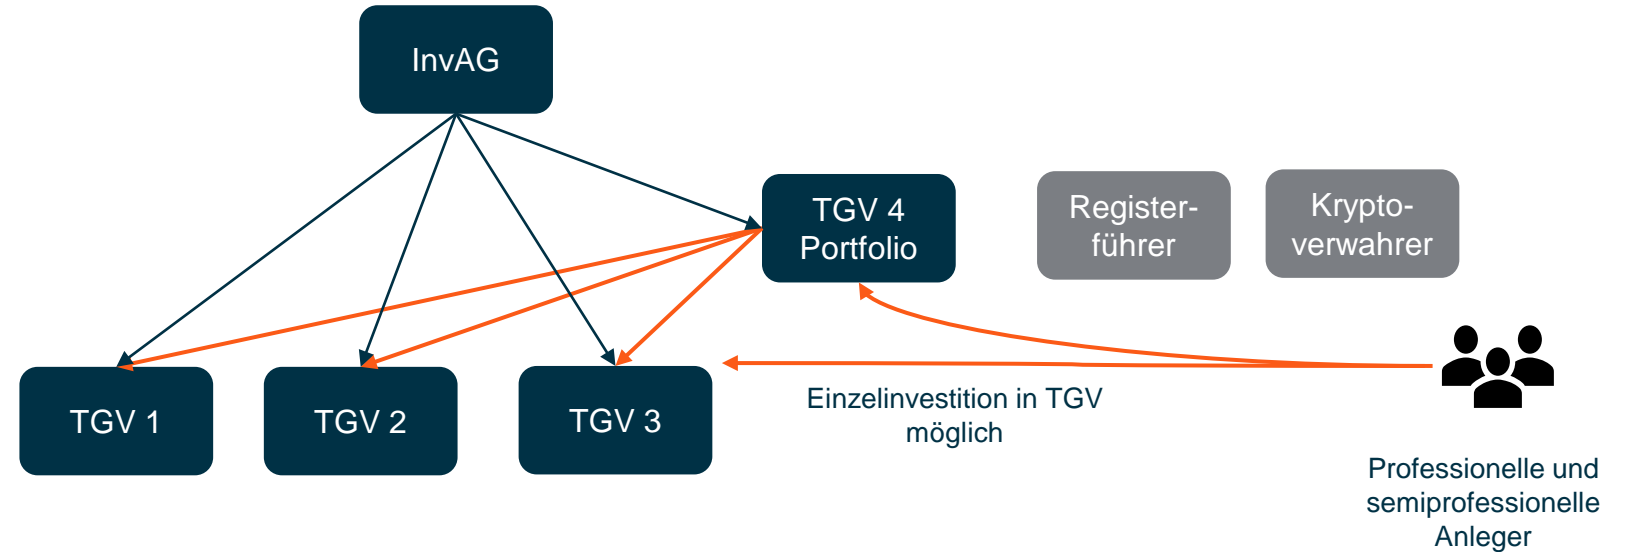 InvAG
TGV 4
Portfolio
Register-
führer
Krypto-
verwahrer
TGV 1
TGV 2
TGV 3
Einzelinvestition in TGV
möglich
Professionelle und
semiprofessionelle
Anleger